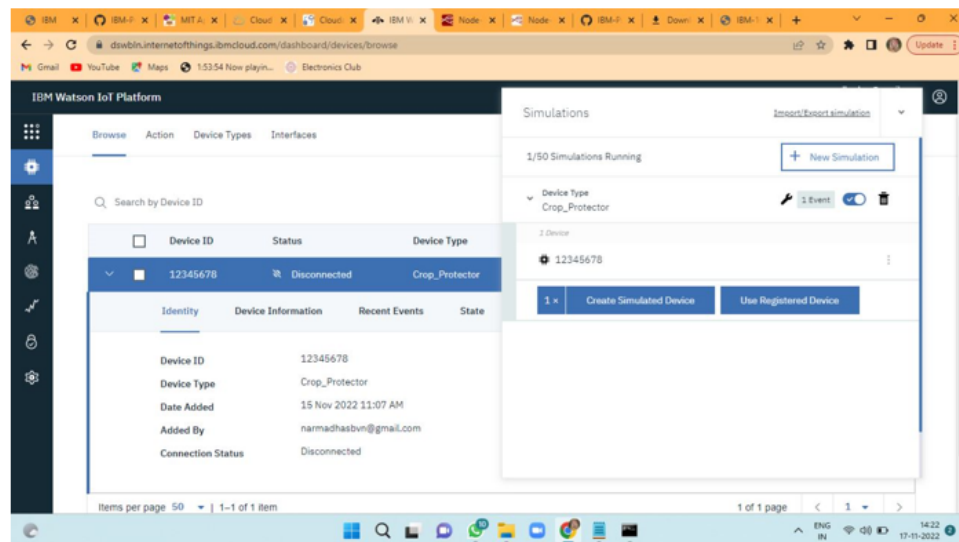 IBM
IBM-P
MIT A
Cloud
Cloud
IBM W
Node-
Node-
IBM-P
Down
IBM-1
dswbln.internetofthings.ibmcloud.com/dashboard/devices/browse
Update
Gmail
YouTube
Maps
1:53:54 Now playin...
Electronics Club
IBM Watson IoT Platform
Browse Action Device Types Interfaces
Search by Device ID
Device ID Status Device Type
12345678 Disconnected Crop_Protector
Identity Device Information Recent Events State
Device ID 12345678
Device Type Crop_Protector
Date Added 15 Nov 2022 11:07 AM
Added By narmadhasbvn@gmail.com
Connection Status Disconnected
Items per page 50 | 1–1 of 1 item
1 of 1 page < 1 >
Simulations
Import/Export simulation
1/50 Simulations Running
+ New Simulation
Device Type
Crop_Protector
1 Event
1 Device
12345678
1 × Create Simulated Device
Use Registered Device
ENG
IN
14:22
17-11-2022
2